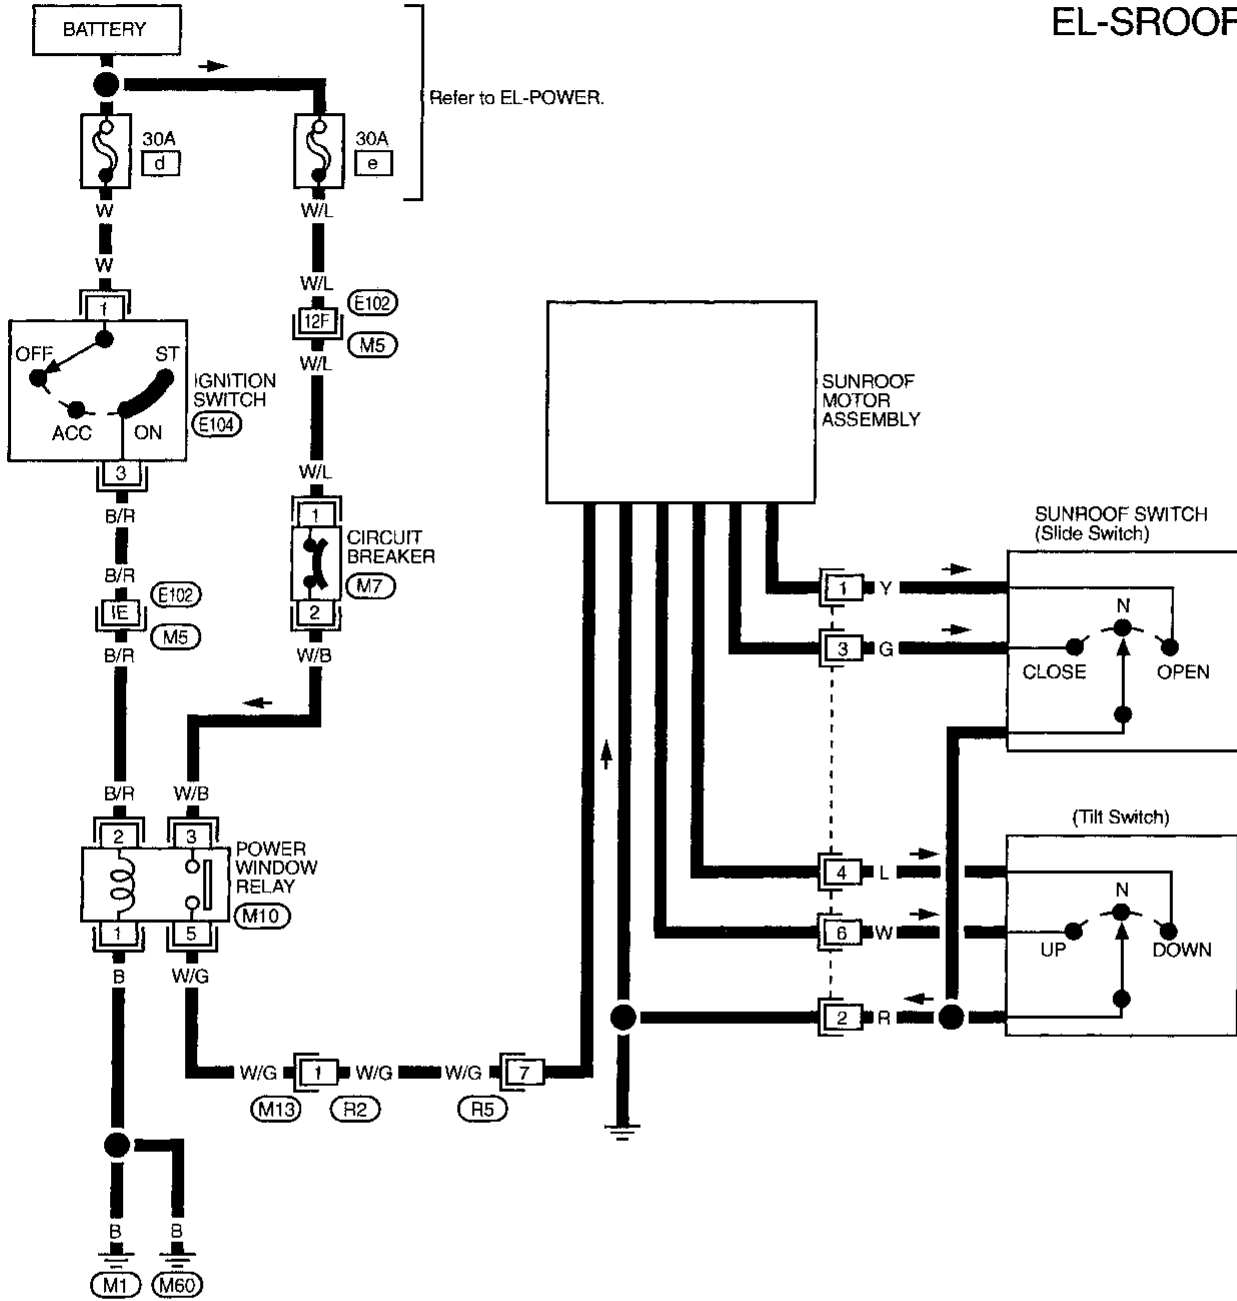 EL-SROOF
BATTERY
Refer to EL-POWER.
30A
d
30A
e
W
W/L
W
W/L
1
E102
12F
M5
W/L
OFF
ST
IGNITION
SWITCH
E104
ACC
ON
3
SUNROOF
MOTOR
ASSEMBLY
W/L
B/R
1
CIRCUIT
BREAKER
M7
2
SUNROOF SWITCH
(Slide Switch)
B/R
E102
IE
M5
B/R
W/B
1
Y
3
G
N
CLOSE
OPEN
B/R
W/B
2
3
POWER
WINDOW
RELAY
M10
1
5
B
W/G
(Tilt Switch)
4
L
6
W
N
UP
DOWN
2
R
W/G
1
W/G
W/G
7
M13
R2
R5
B
B
M1
M60